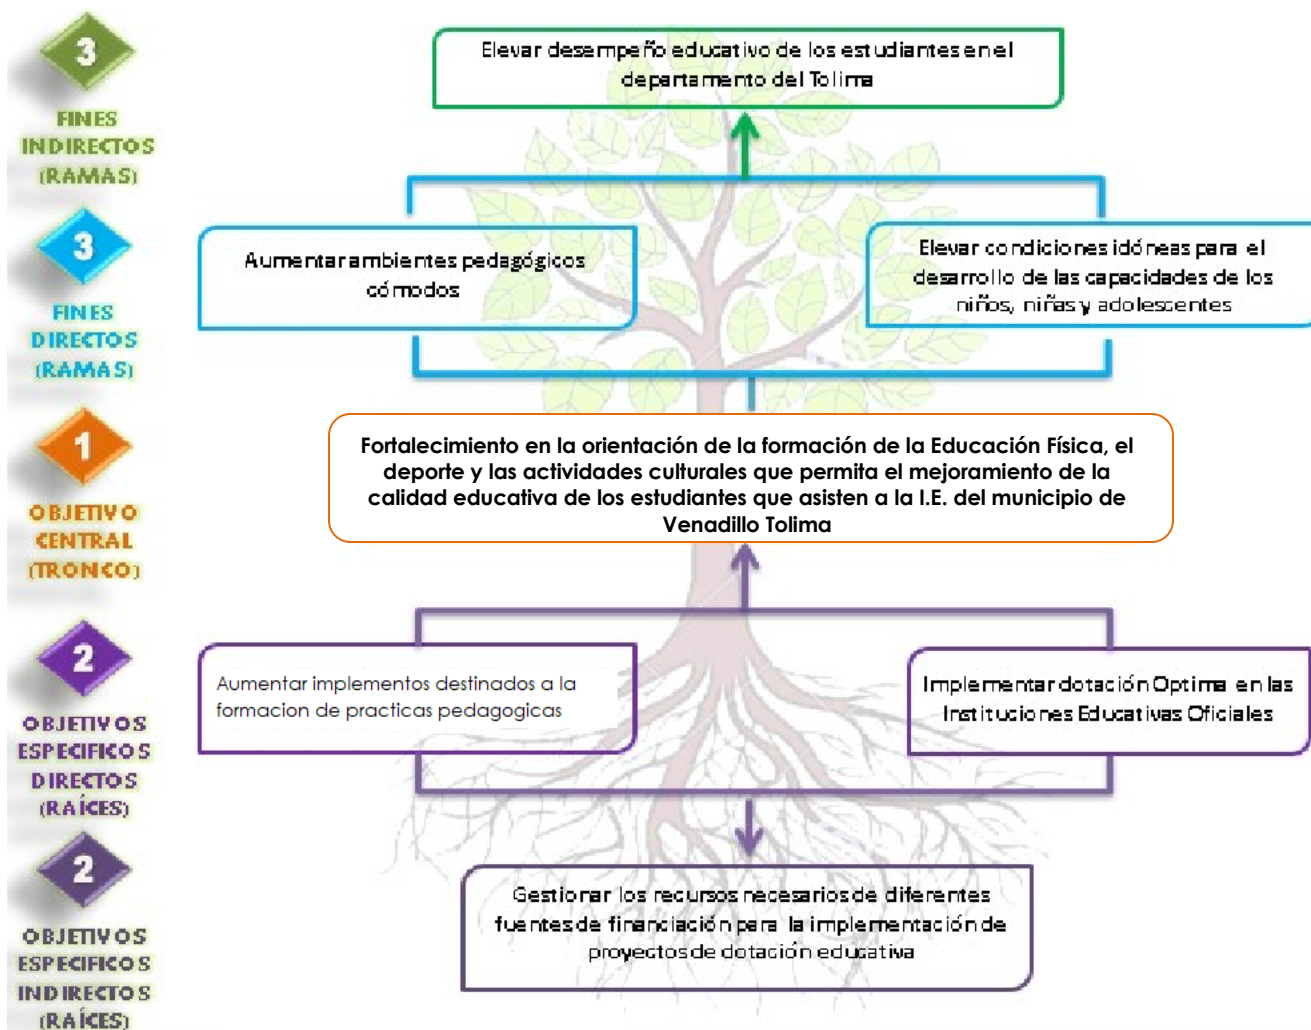 3
FINES
INDIRECTOS
(RAMAS)
Elevar desempeño educativo de los estudiantes en el
departamento del Tolima
3
FINES
DIRECTOS
(RAMAS)
Aumentar ambientes pedagógicos
cómodos
Elevar condiciones idóneas para el
desarrollo de las capacidades de los
niños, niñas y adolescentes
1
OBJETIVO
CENTRAL
(TRONCO)
Fortalecimiento en la orientación de la formación de la Educación Física, el
deporte y las actividades culturales que permita el mejoramiento de la
calidad educativa de los estudiantes que asisten a la I.E. del municipio de
Venadillo Tolima
2
OBJETIVOS
ESPECIFICOS
DIRECTOS
(RAÍCES)
Aumentar implementos destinados a la
formacion de practicas pedagogicas
Implementar dotación Optima en las
Instituciones Educativas Oficiales
2
OBJETIVOS
ESPECIFICOS
INDIRECTOS
(RAÍCES)
Gestionar los recursos necesarios de diferentes
fuentes de financiación para la implementación de
proyectos de dotación educativa